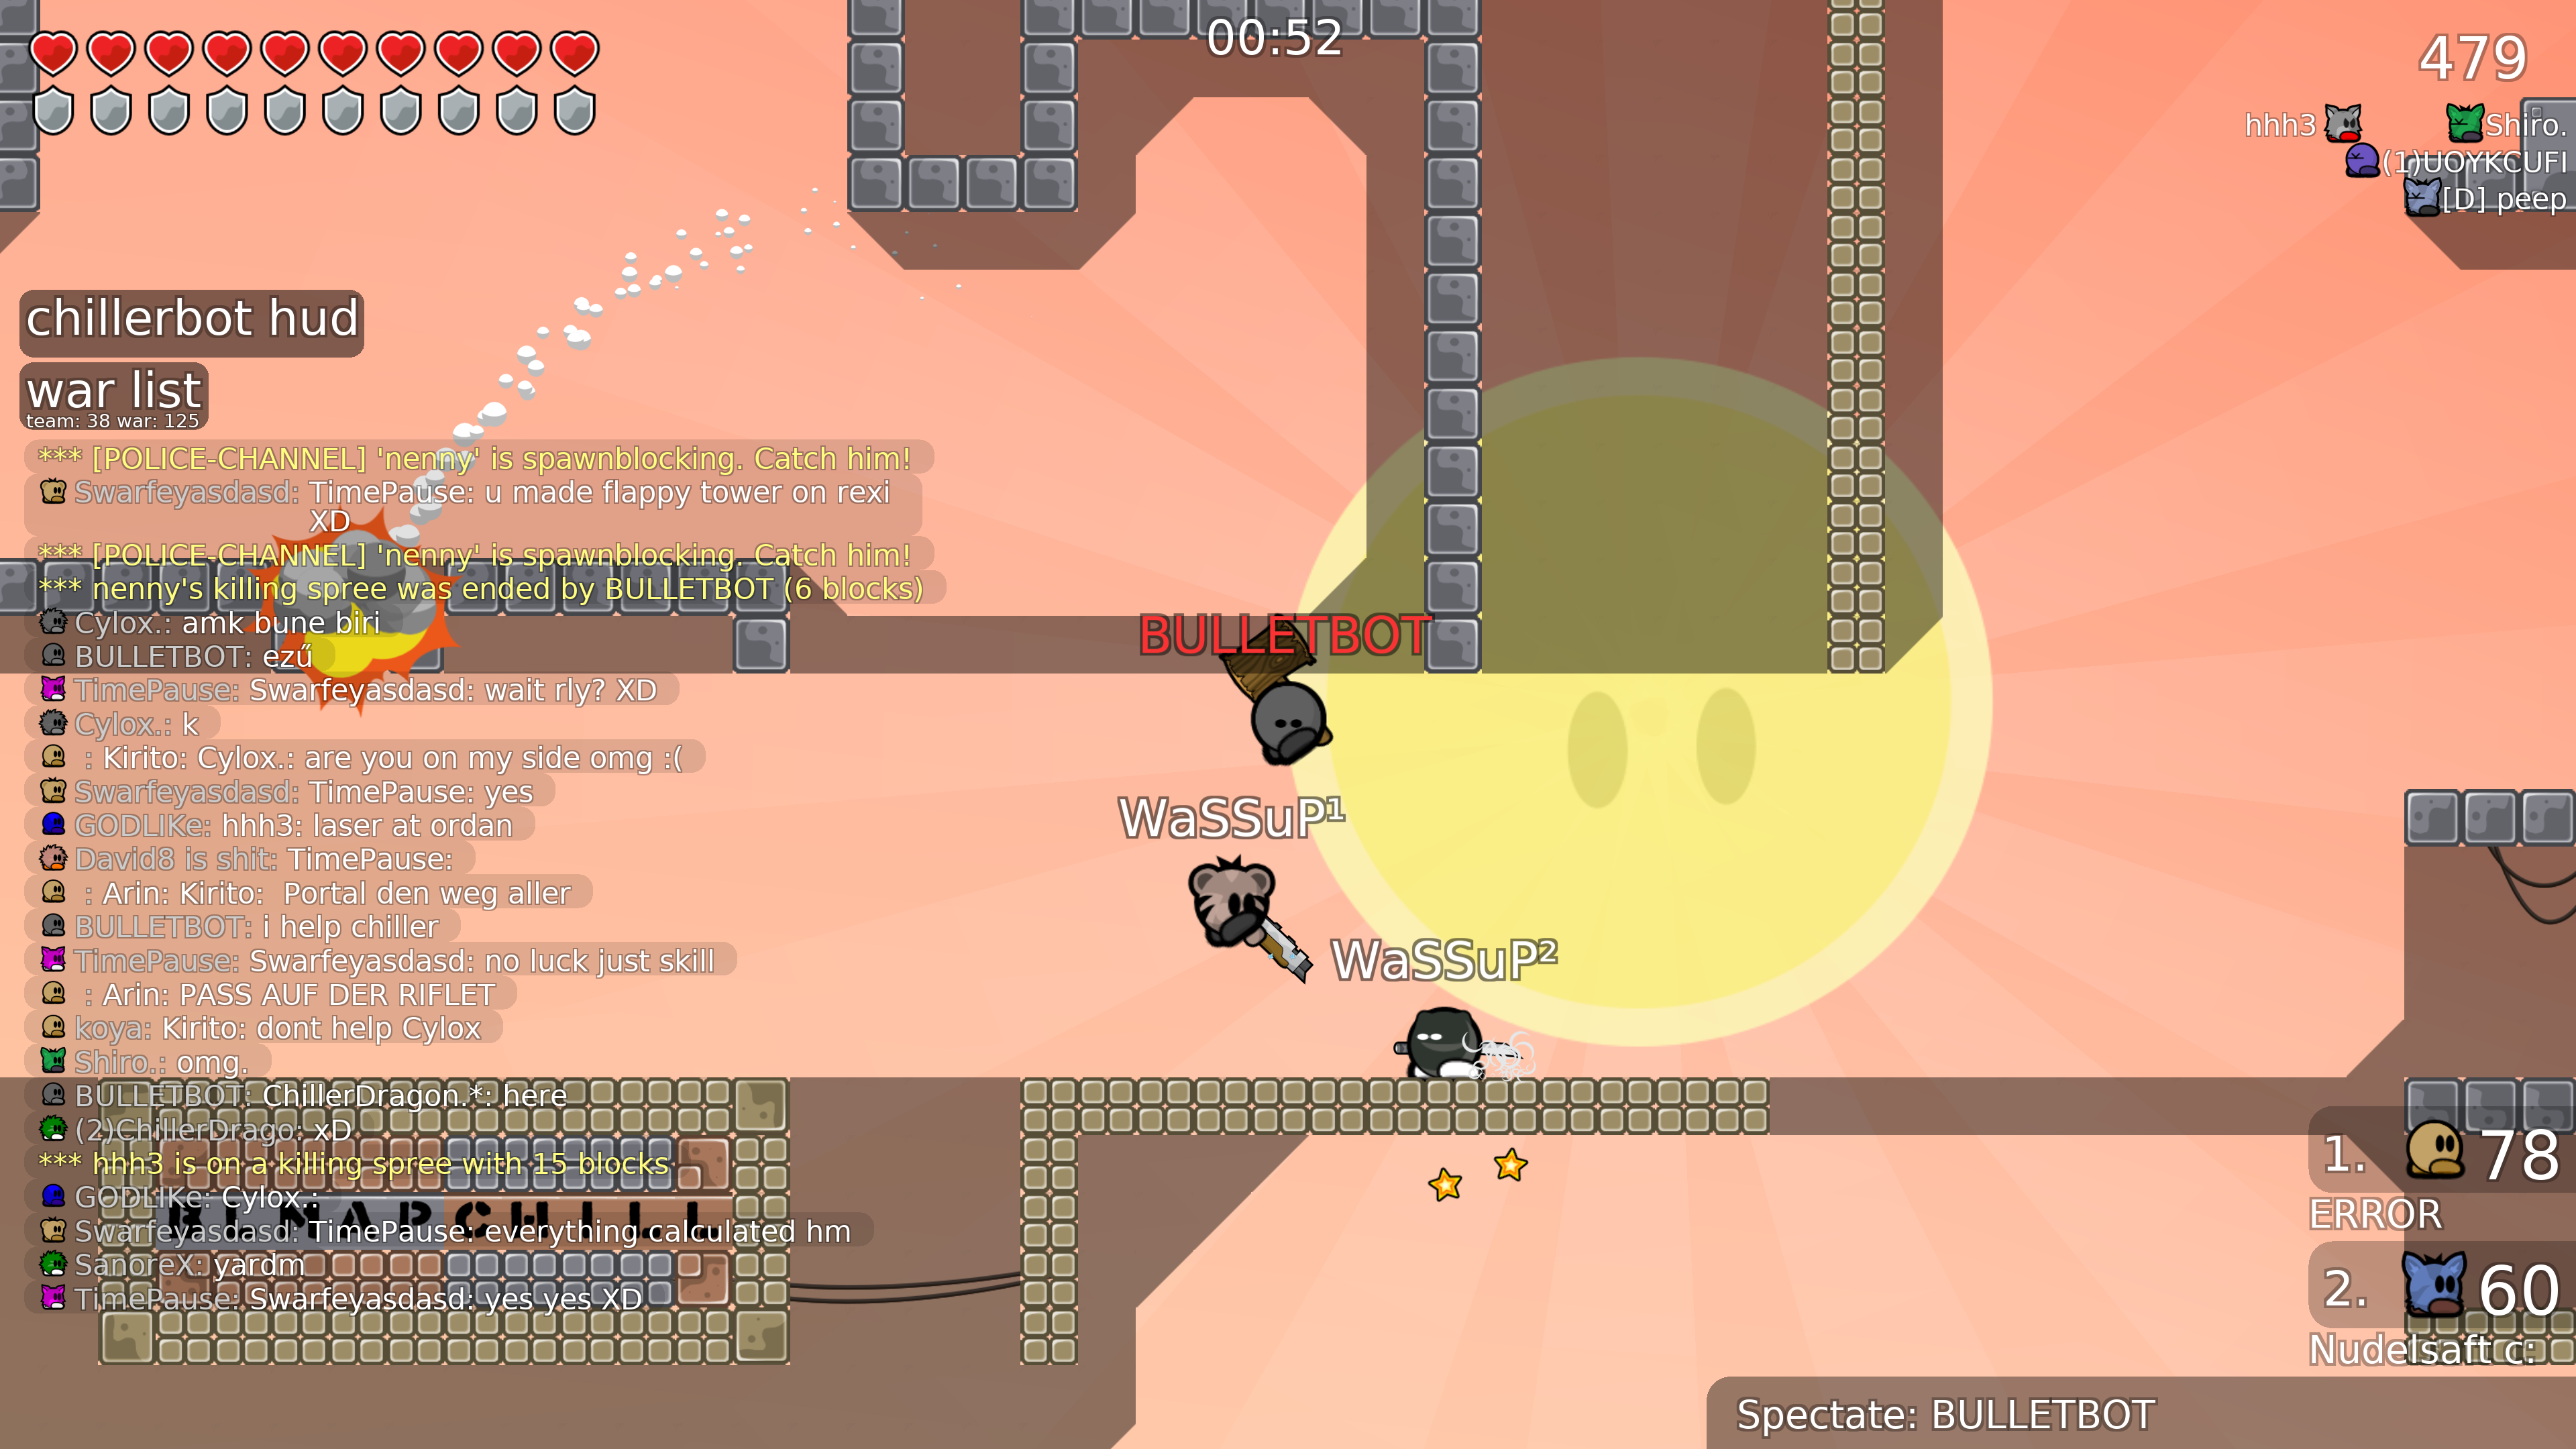 00:52
479
hhh3 Shiro.
(1)UOYKCUFI
[D] peep
chillerbot hud
war list
team: 38 war: 125
*** [POLICE-CHANNEL] 'nenny' is spawnblocking. Catch him!
Swarfeyasdasd: TimePause: u made flappy tower on rexi
XD
*** [POLICE-CHANNEL] 'nenny' is spawnblocking. Catch him!
*** nenny's killing spree was ended by BULLETBOT (6 blocks)
Cylox.: amk bune biri
BULLETBOT: ezű
TimePause: Swarfeyasdasd: wait rly? XD
Cylox.: k
: Kirito: Cylox.: are you on my side omg :(
Swarfeyasdasd: TimePause: yes
GODLIKe: hhh3: laser at ordan
David8 is shit: TimePause:
: Arin: Kirito: Portal den weg aller
BULLETBOT: i help chiller
TimePause: Swarfeyasdasd: no luck just skill
: Arin: PASS AUF DER RIFLET
koya: Kirito: dont help Cylox
Shiro.: omg.
BULLETBOT: ChillerDragon.*: here
(2)ChillerDrago: xD
*** hhh3 is on a killing spree with 15 blocks
GODLIKe: Cylox.:
BLMAPCHILL
Swarfeyasdasd: TimePause: everything calculated hm
SanoreX: yardm
TimePause: Swarfeyasdasd: yes yes XD
BULLETBOT
WaSSuP¹
WaSSuP²
1. 78
ERROR
2. 60
Nudelsaft c:
Spectate: BULLETBOT